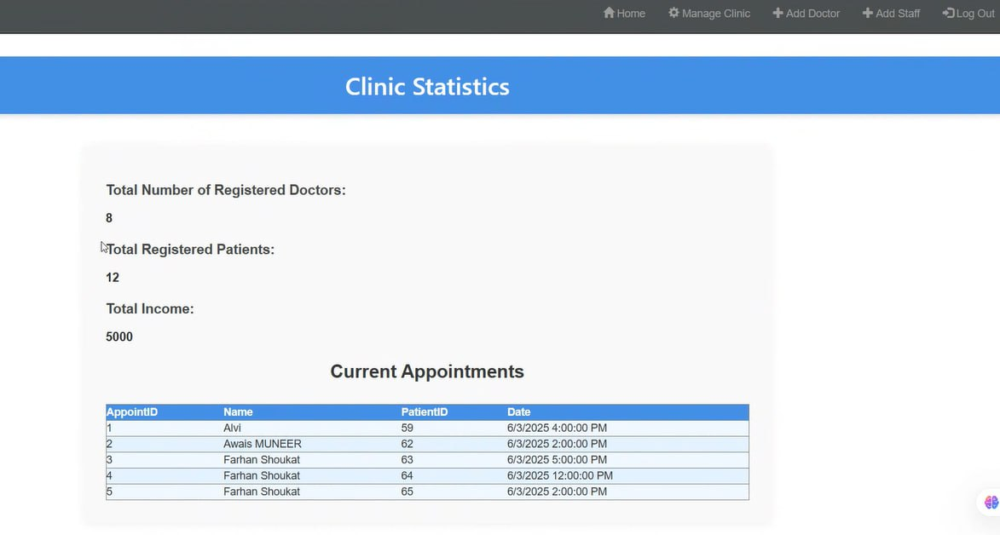 Home Manage Clinic Add Doctor Add Staff Log Out
Clinic Statistics
Total Number of Registered Doctors:
8
Total Registered Patients:
12
Total Income:
5000
Current Appointments
AppointID Name PatientID Date
1 Alvi 59 6/3/2025 4:00:00 PM
2 Awais MUNEER 62 6/3/2025 2:00:00 PM
3 Farhan Shoukat 63 6/3/2025 5:00:00 PM
4 Farhan Shoukat 64 6/3/2025 12:00:00 PM
5 Farhan Shoukat 65 6/3/2025 2:00:00 PM